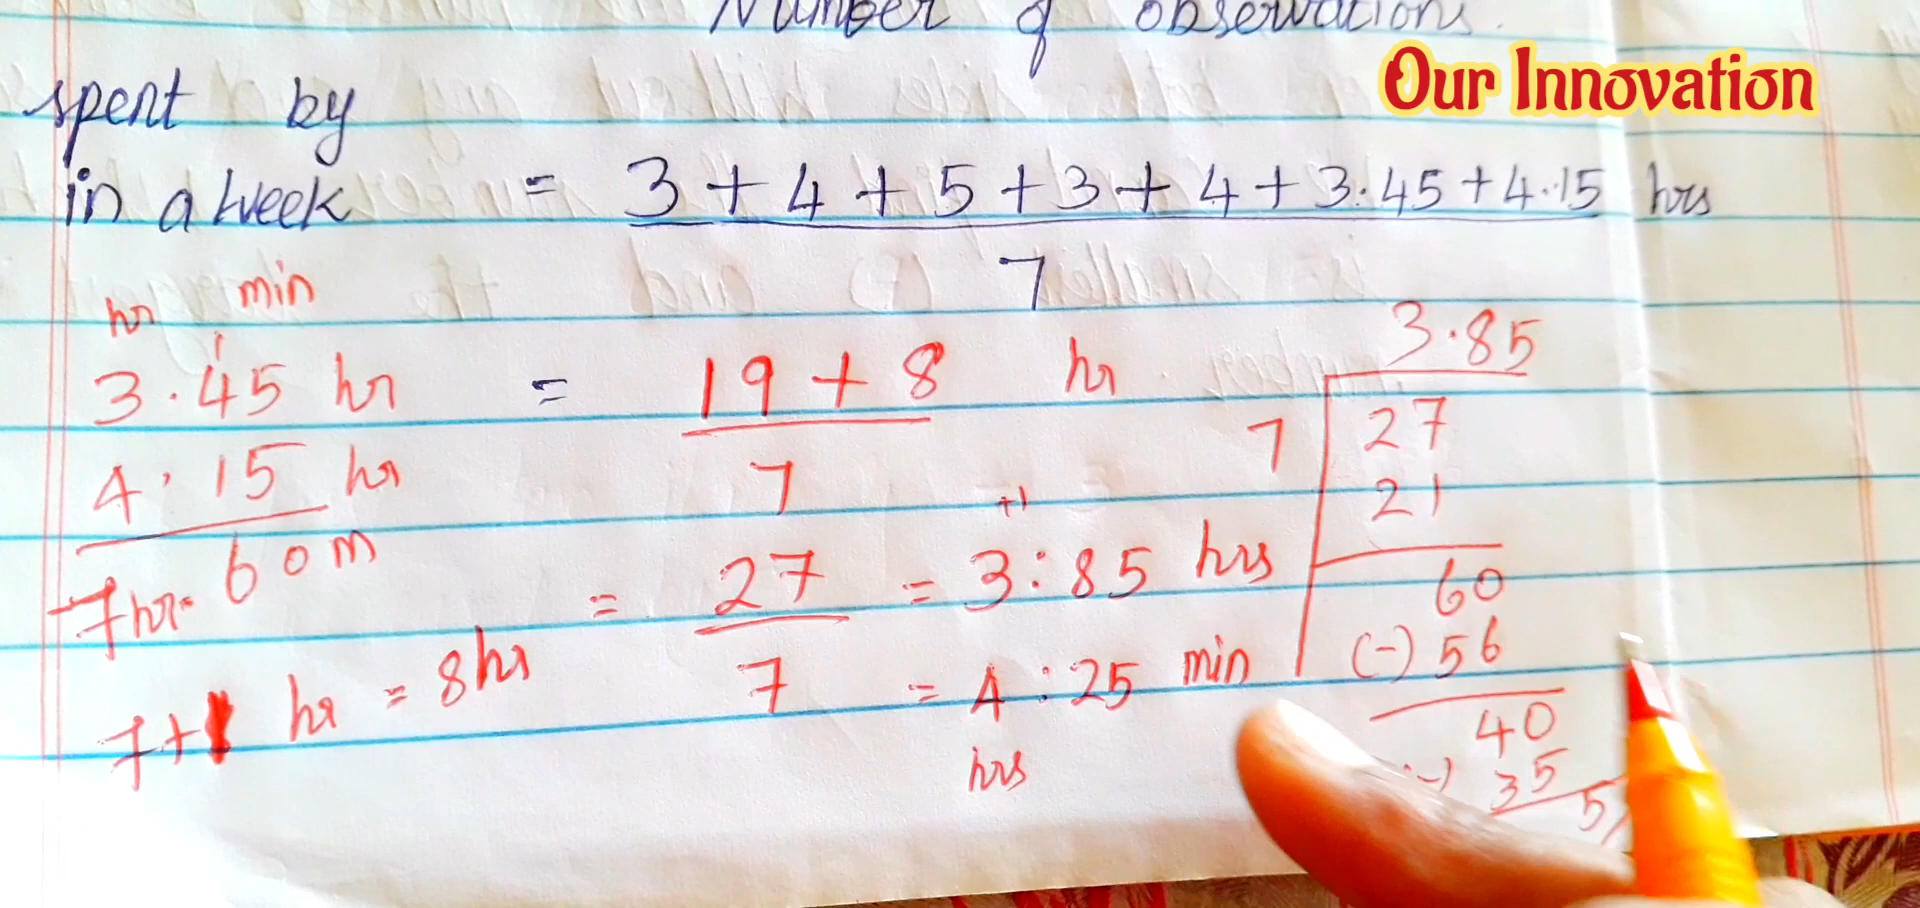 Number of observations.
Our Innovation
spent by
in a week = 3 + 4 + 5 + 3 + 4 + 3.45 + 4.15 hrs
7
hr min
3.45 hr = 19 + 8 hr
4.15 hr 7
60 m
7 hr.
7+1 hr = 8 hr
= 27 = 3:85 hrs
+1
7 = 4:25 min
hrs
3.85
7 27
21
60
(-) 56
40
(-) 35
5